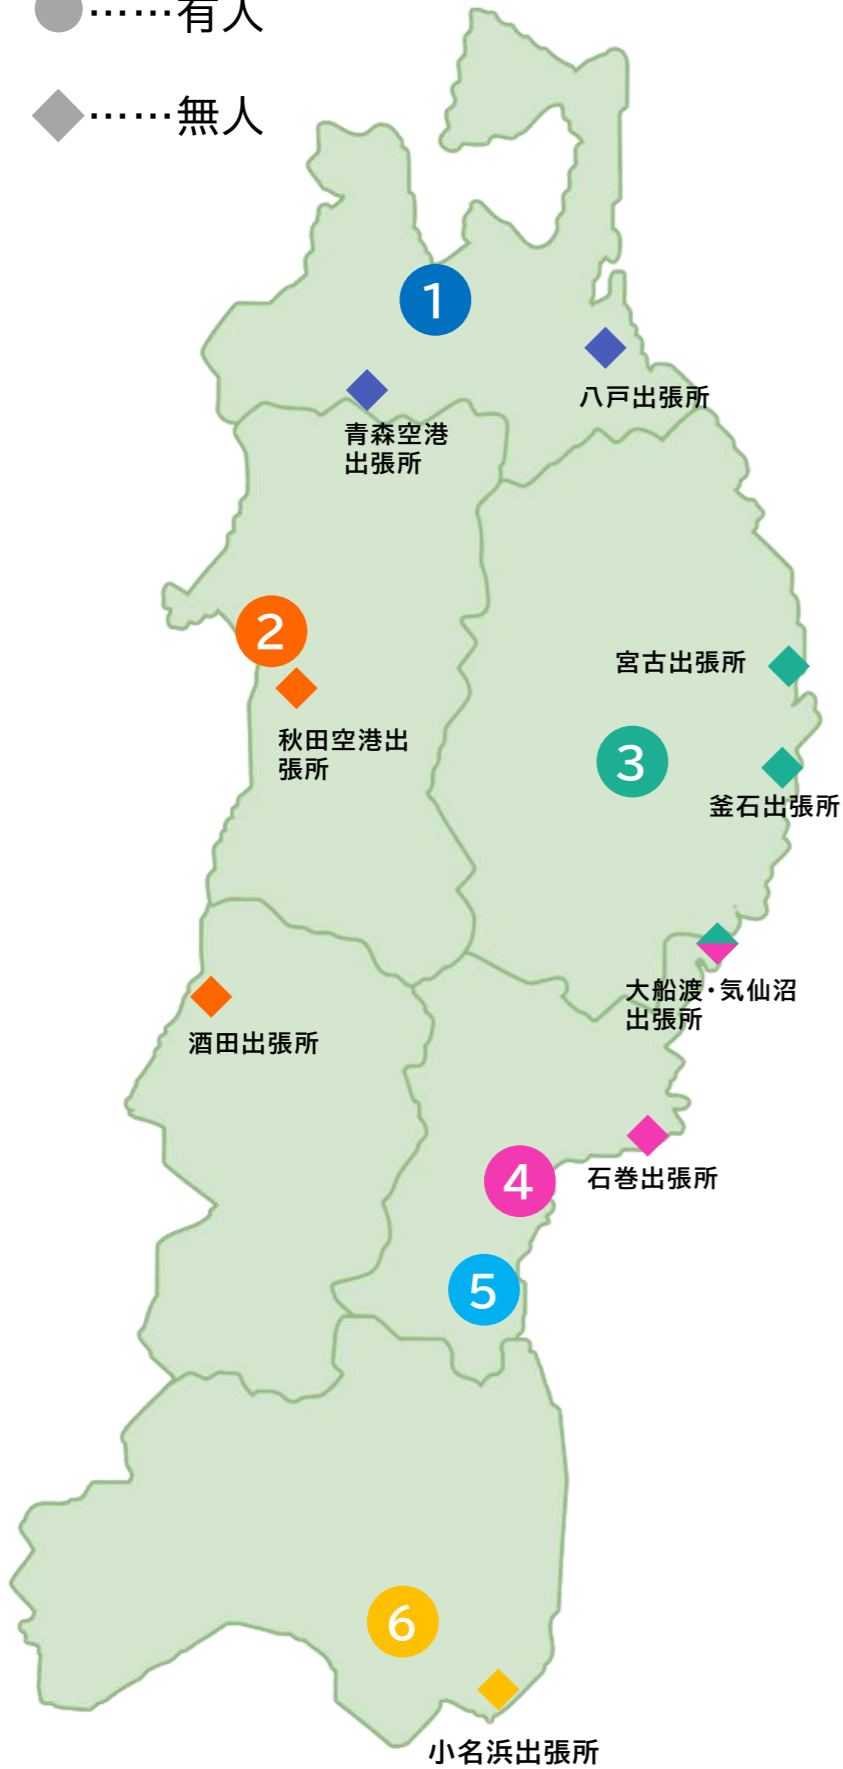 ……有人
……無人
1
八戸出張所
青森空港
出張所
2
宮古出張所
秋田空港出
張所
3
釜石出張所
大船渡・気仙沼
出張所
酒田出張所
4
石巻出張所
5
6
小名浜出張所